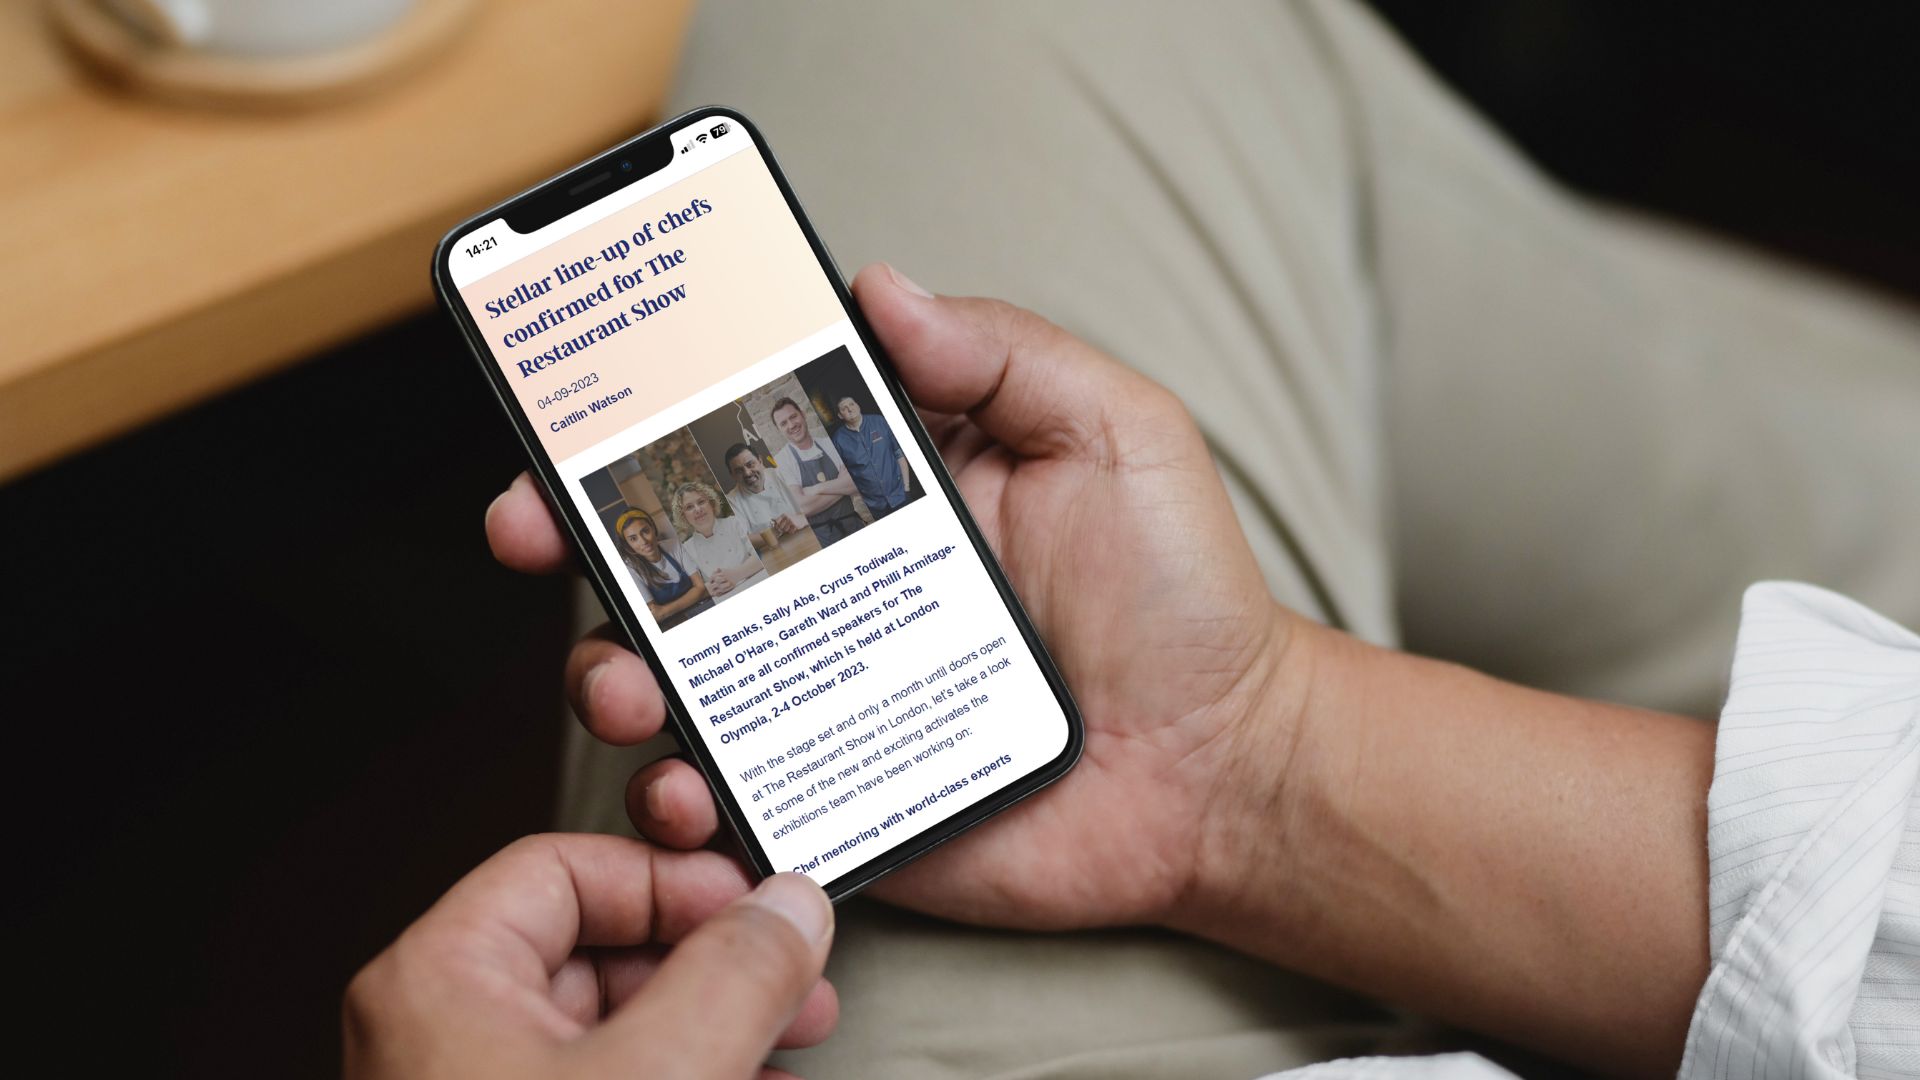 14:21
79
Stellar line-up of chefs
confirmed for The
Restaurant Show
04-09-2023
Caitlin Watson
Tommy Banks, Sally Abe, Cyrus Todiwala,
Michael O'Hare, Gareth Ward and Philli Armitage-
Mattin are all confirmed speakers for The
Restaurant Show, which is held at London
Olympia, 2-4 October 2023.
With the stage set and only a month until doors open
at The Restaurant Show in London, let's take a look
at some of the new and exciting activates the
exhibitions team have been working on:
Chef mentoring with world-class experts